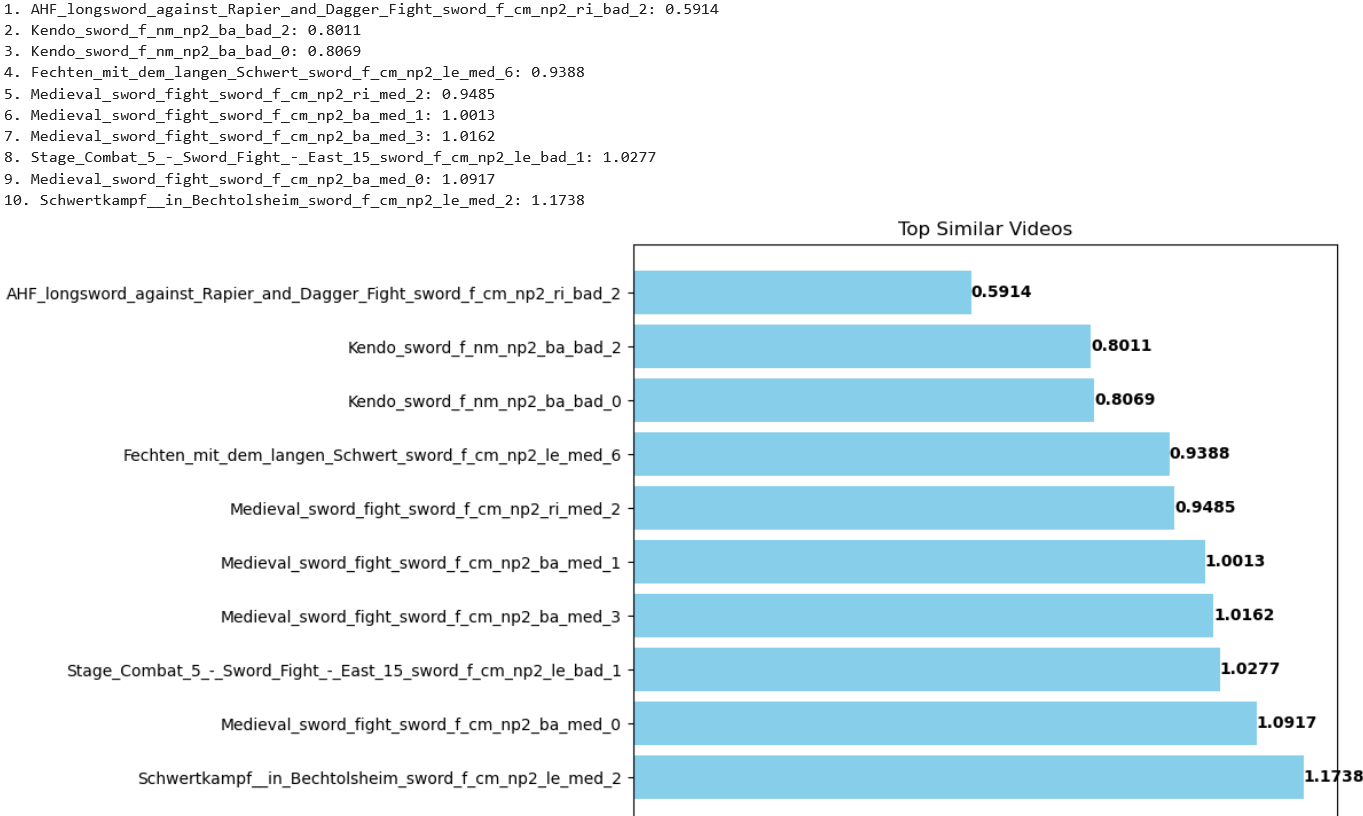 1. AHF_longsword_against_Rapier_and_Dagger_Fight_sword_f_cm_np2_ri_bad_2: 0.5914
2. Kendo_sword_f_nm_np2_ba_bad_2: 0.8011
3. Kendo_sword_f_nm_np2_ba_bad_0: 0.8069
4. Fechten_mit_dem_langen_Schwert_sword_f_cm_np2_le_med_6: 0.9388
5. Medieval_sword_fight_sword_f_cm_np2_ri_med_2: 0.9485
6. Medieval_sword_fight_sword_f_cm_np2_ba_med_1: 1.0013
7. Medieval_sword_fight_sword_f_cm_np2_ba_med_3: 1.0162
8. Stage_Combat_5_-_Sword_Fight_-_East_15_sword_f_cm_np2_le_bad_1: 1.0277
9. Medieval_sword_fight_sword_f_cm_np2_ba_med_0: 1.0917
10. Schwertkampf__in_Bechtolsheim_sword_f_cm_np2_le_med_2: 1.1738
Top Similar Videos
AHF_longsword_against_Rapier_and_Dagger_Fight_sword_f_cm_np2_ri_bad_2 0.5914
Kendo_sword_f_nm_np2_ba_bad_2 0.8011
Kendo_sword_f_nm_np2_ba_bad_0 0.8069
Fechten_mit_dem_langen_Schwert_sword_f_cm_np2_le_med_6 0.9388
Medieval_sword_fight_sword_f_cm_np2_ri_med_2 0.9485
Medieval_sword_fight_sword_f_cm_np2_ba_med_1 1.0013
Medieval_sword_fight_sword_f_cm_np2_ba_med_3 1.0162
Stage_Combat_5_-_Sword_Fight_-_East_15_sword_f_cm_np2_le_bad_1 1.0277
Medieval_sword_fight_sword_f_cm_np2_ba_med_0 1.0917
Schwertkampf__in_Bechtolsheim_sword_f_cm_np2_le_med_2 1.1738